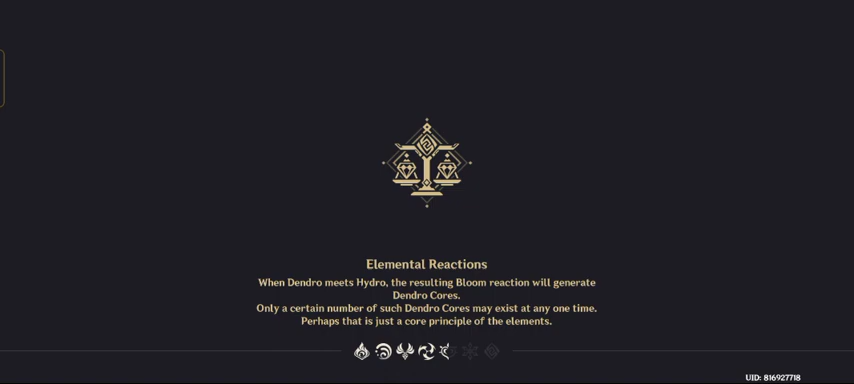 Elemental Reactions
When Dendro meets Hydro, the resulting Bloom reaction will generate
Dendro Cores.
Only a certain number of such Dendro Cores may exist at any one time.
Perhaps that is just a core principle of the elements.
UID: 816927718